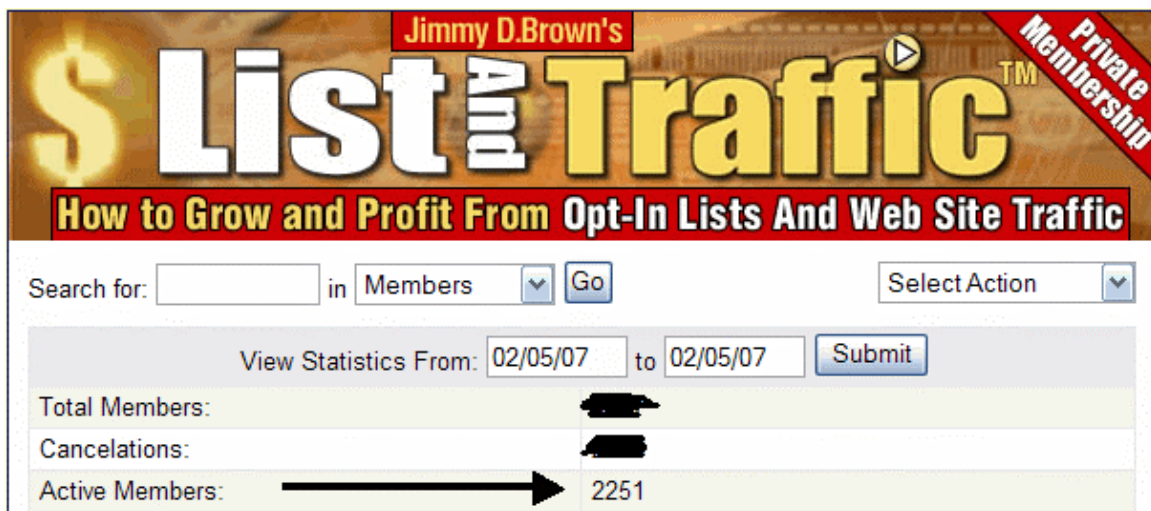 Jimmy D.Brown's
$ List And Traffic™
Private Membership
How to Grow and Profit From Opt-In Lists And Web Site Traffic
Search for: in Members Go Select Action
View Statistics From: 02/05/07 to 02/05/07 Submit
Total Members:
Cancelations:
Active Members: 2251